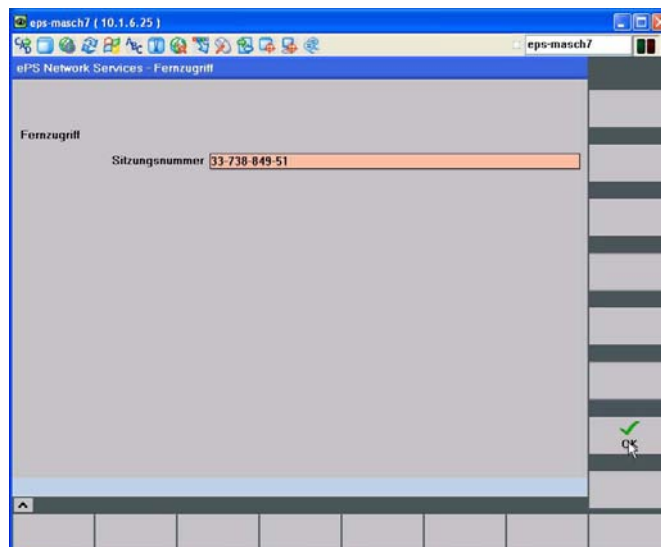 eps-masch7 ( 10.1.6.25 )
eps-masch7
ePS Network Services - Fernzugriff
Fernzugriff
Sitzungsnummer 33-738-849-51
OK